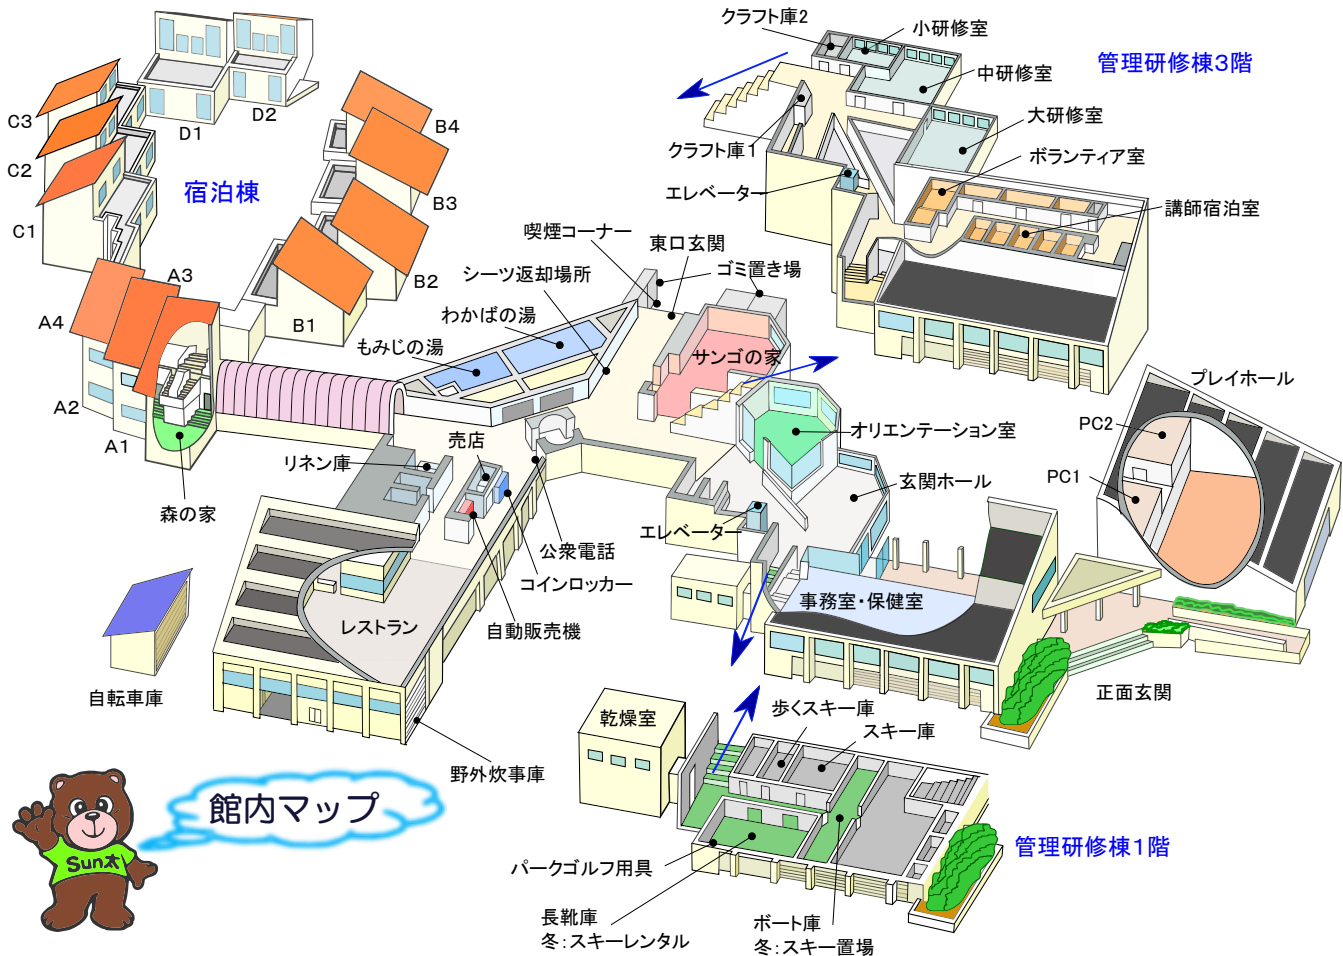 クラフト庫2
小研修室
管理研修棟3階
中研修室
大研修室
クラフト庫1
ボランティア室
エレベーター
講師宿泊室
C3
C2
C1
D1
D2
B4
B3
B2
B1
宿泊棟
A3
A4
A2
A1
喫煙コーナー
東口玄関
シーツ返却場所
ゴミ置き場
わかばの湯
もみじの湯
サンゴの家
プレイホール
PC2
PC1
オリエンテーション室
売店
リネン庫
玄関ホール
森の家
エレベーター
公衆電話
コインロッカー
自動販売機
レストラン
事務室・保健室
自転車庫
正面玄関
野外炊事庫
乾燥室
歩くスキー庫
スキー庫
館内マップ
Sun太
管理研修棟1階
パークゴルフ用具
長靴庫
冬:スキーレンタル
ボート庫
冬:スキー置場